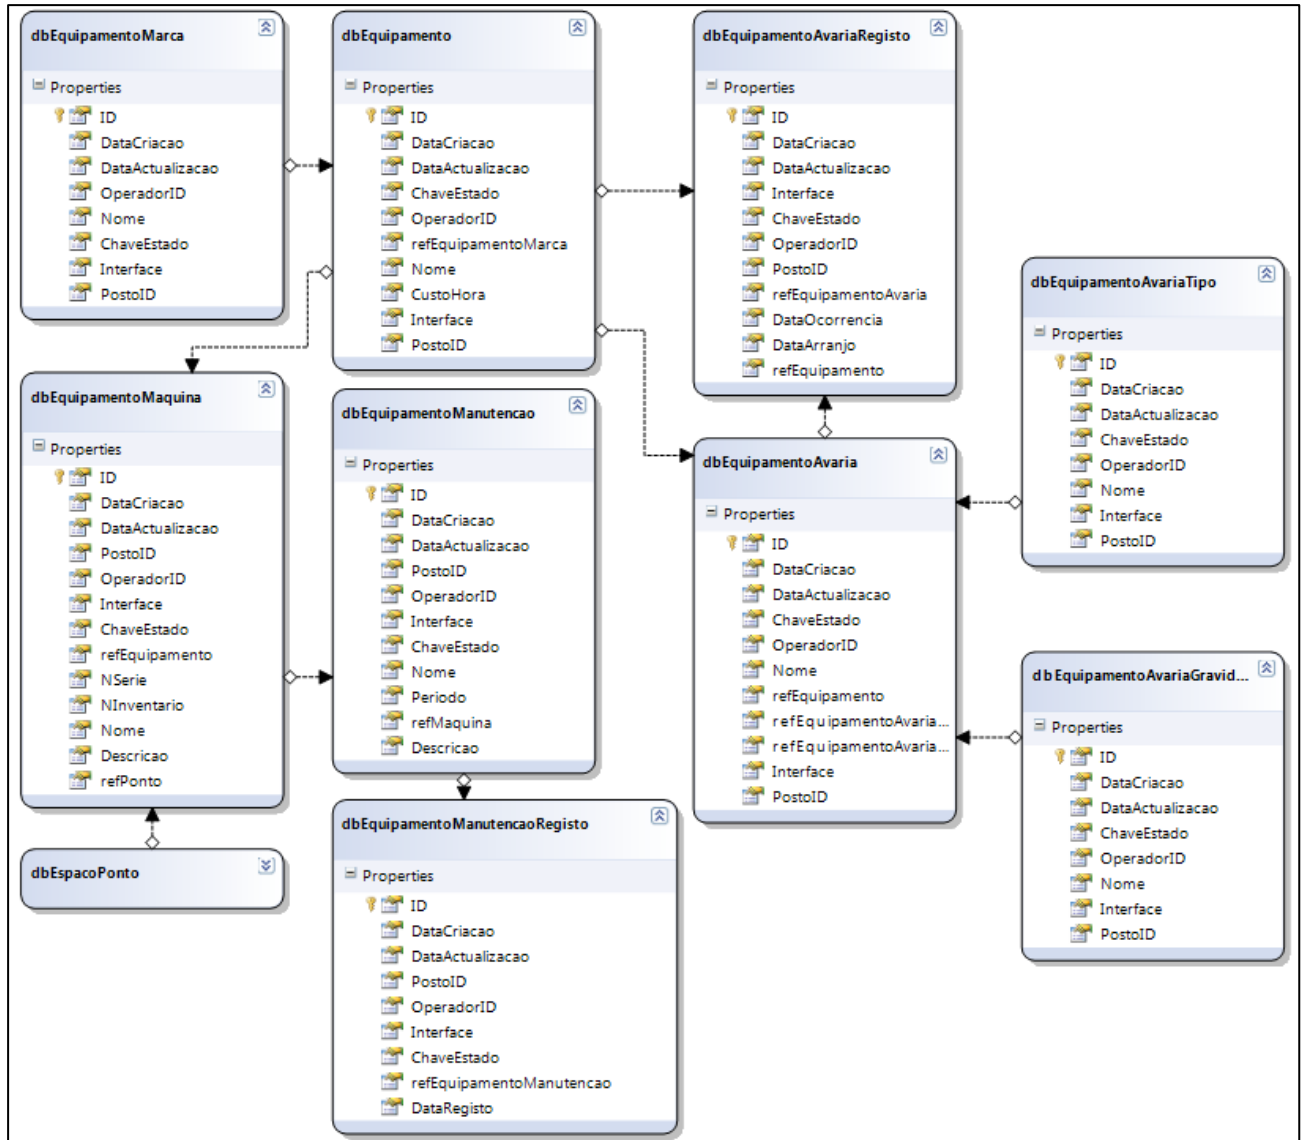 dbEquipamentoMarca
Properties
ID
DataCriacao
DataActualizacao
OperadorID
Nome
ChaveEstado
Interface
PostoID
dbEquipamento
Properties
ID
DataCriacao
DataActualizacao
ChaveEstado
OperadorID
refEquipamentoMarca
Nome
CustoHora
Interface
PostoID
dbEquipamentoAvariaRegisto
Properties
ID
DataCriacao
DataActualizacao
Interface
ChaveEstado
OperadorID
PostoID
refEquipamentoAvaria
DataOcorrencia
DataArranjo
refEquipamento
dbEquipamentoAvariaTipo
Properties
ID
DataCriacao
DataActualizacao
ChaveEstado
OperadorID
Nome
Interface
PostoID
dbEquipamentoMaquina
Properties
ID
DataCriacao
DataActualizacao
PostoID
OperadorID
Interface
ChaveEstado
refEquipamento
NSerie
NInventario
Nome
Descricao
refPonto
dbEquipamentoManutencao
Properties
ID
DataCriacao
DataActualizacao
PostoID
OperadorID
Interface
ChaveEstado
Nome
Periodo
refMaquina
Descricao
dbEquipamentoAvaria
Properties
ID
DataCriacao
DataActualizacao
ChaveEstado
OperadorID
Nome
refEquipamento
refEquipamentoAvaria...
refEquipamentoAvaria...
Interface
PostoID
dbEquipamentoAvariaGravid...
Properties
ID
DataCriacao
DataActualizacao
ChaveEstado
OperadorID
Nome
Interface
PostoID
dbEspacoPonto
dbEquipamentoManutencaoRegisto
Properties
ID
DataCriacao
DataActualizacao
PostoID
OperadorID
Interface
ChaveEstado
refEquipamentoManutencao
DataRegisto